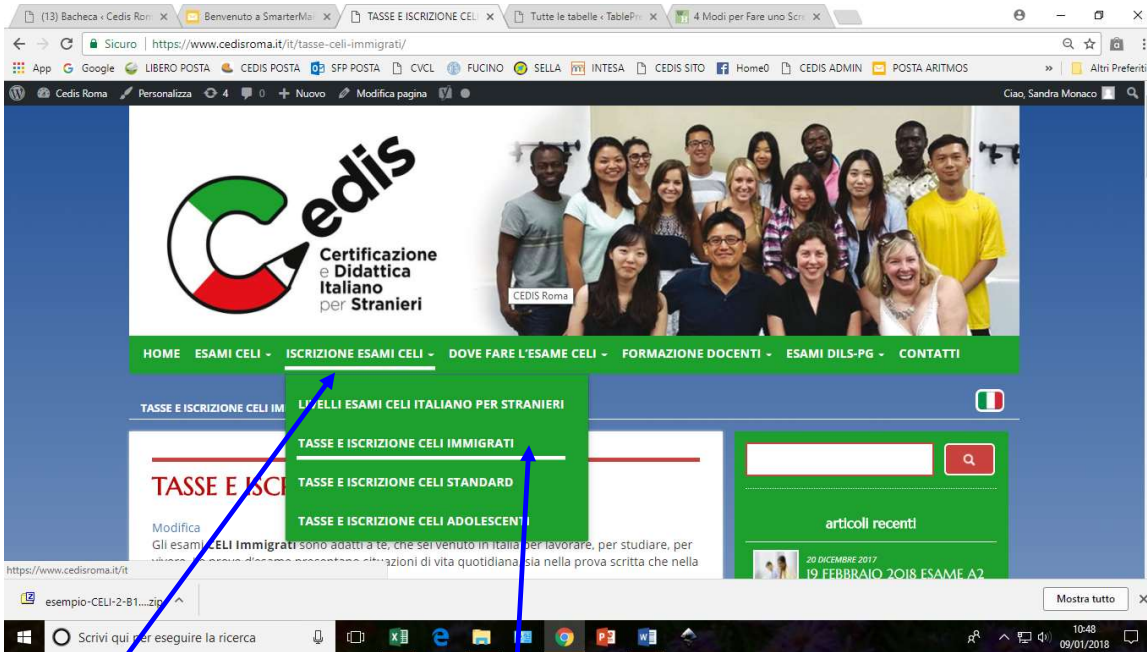 (13) Bacheca ‹ Cedis Rom
Benvenuto a SmarterMai
TASSE E ISCRIZIONE CEL
Tutte le tabelle ‹ TablePre
4 Modi per Fare uno Scre
Sicuro https://www.cedisroma.it/it/tasse-celi-immigrati/
App Google LIBERO POSTA CEDIS POSTA SFP POSTA CVCL FUCINO SELLA INTESA CEDIS SITO Home0 CEDIS ADMIN POSTA ARITMOS » Altri Preferiti
Cedis Roma Personalizza 4 0 + Nuovo Modifica pagina Ciao, Sandra Monaco
Cedis
Certificazione
e Didattica
Italiano
per Stranieri
CEDIS Roma
HOME ESAMI CELI ISCRIZIONE ESAMI CELI DOVE FARE L'ESAME CELI FORMAZIONE DOCENTI ESAMI DILS-PG CONTATTI
TASSE E ISCRIZIONE CELI IM
LIVELLI ESAMI CELI ITALIANO PER STRANIERI
TASSE E ISCRIZIONE CELI IMMIGRATI
TASSE E ISCRIZIONE CELI STANDARD
TASSE E ISCRIZIONE CELI ADOLESCENTI
TASSE E ISC
Modifica
Gli esami CELI Immigrati sono adatti a te, che sei venuto in Italia per lavorare, per studiare, per
prove d'esame presentano situazioni di vita quotidiana, sia nella prova scritta che nella
articoli recenti
20 DICEMBRE 2017
19 FEBBRAIO 2018 ESAME A2
https://www.cedisroma.it/it
esempio-CELI-2-B1....zip
Mostra tutto
Scrivi qui per eseguire la ricerca
10:48
09/01/2018